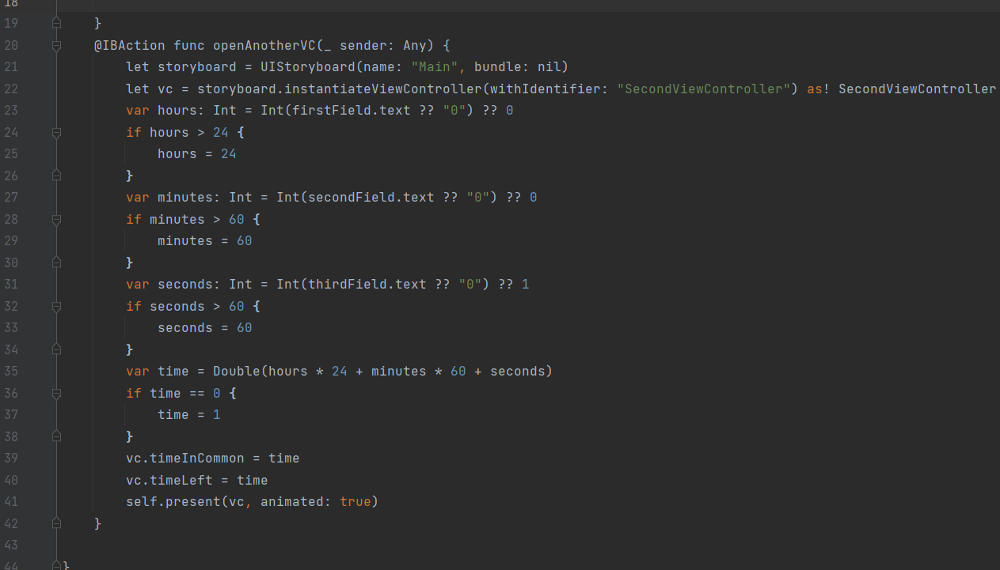 18
19 }
20 @IBAction func openAnotherVC(_ sender: Any) {
21 let storyboard = UIStoryboard(name: "Main", bundle: nil)
22 let vc = storyboard.instantiateViewController(withIdentifier: "SecondViewController") as! SecondViewController
23 var hours: Int = Int(firstField.text ?? "0") ?? 0
24 if hours > 24 {
25 hours = 24
26 }
27 var minutes: Int = Int(secondField.text ?? "0") ?? 0
28 if minutes > 60 {
29 minutes = 60
30 }
31 var seconds: Int = Int(thirdField.text ?? "0") ?? 1
32 if seconds > 60 {
33 seconds = 60
34 }
35 var time = Double(hours * 24 + minutes * 60 + seconds)
36 if time == 0 {
37 time = 1
38 }
39 vc.timeInCommon = time
40 vc.timeLeft = time
41 self.present(vc, animated: true)
42 }
43
44 }